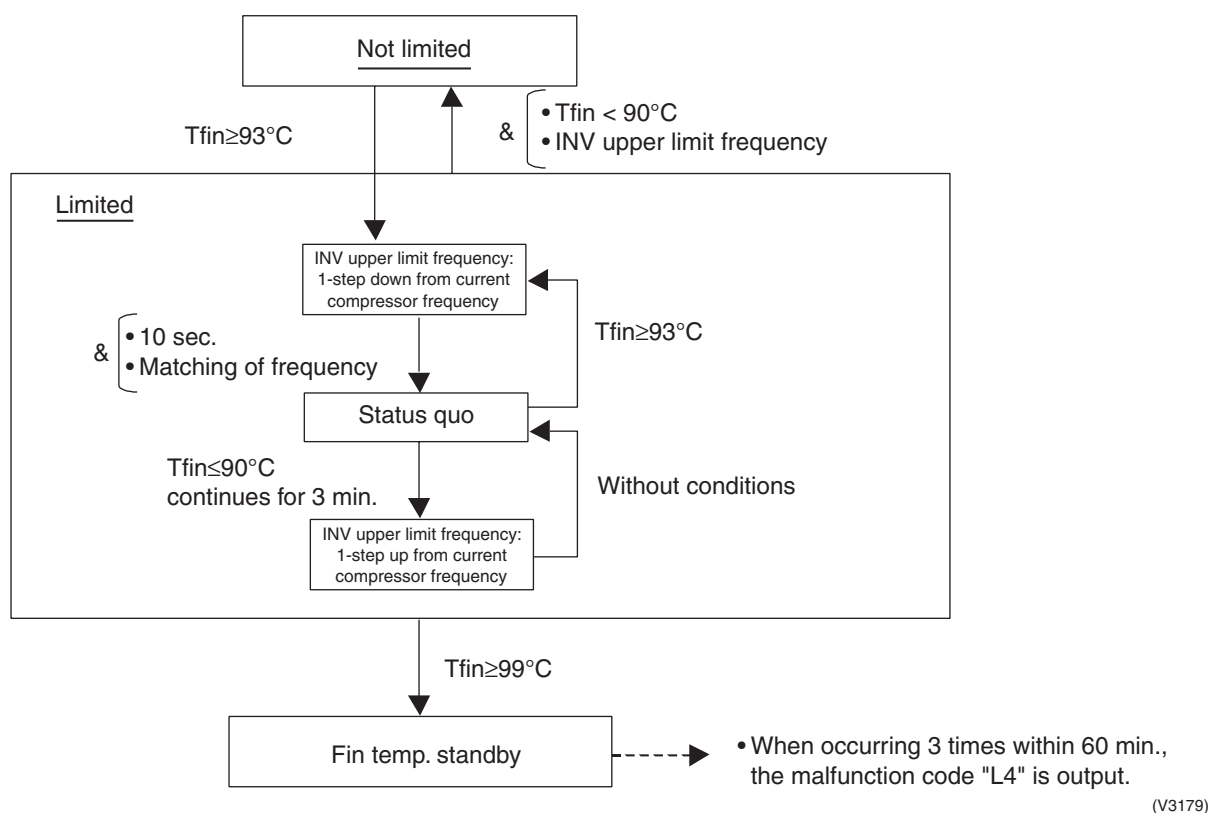 Not limited
Tfin≥93°C
&
• Tfin < 90°C
• INV upper limit frequency
Limited
INV upper limit frequency:
1-step down from current
compressor frequency
&
• 10 sec.
• Matching of frequency
Tfin≥93°C
Status quo
Tfin≤90°C
continues for 3 min.
Without conditions
INV upper limit frequency:
1-step up from current
compressor frequency
Tfin≥99°C
Fin temp. standby
• When occurring 3 times within 60 min.,
the malfunction code "L4" is output.
(V3179)